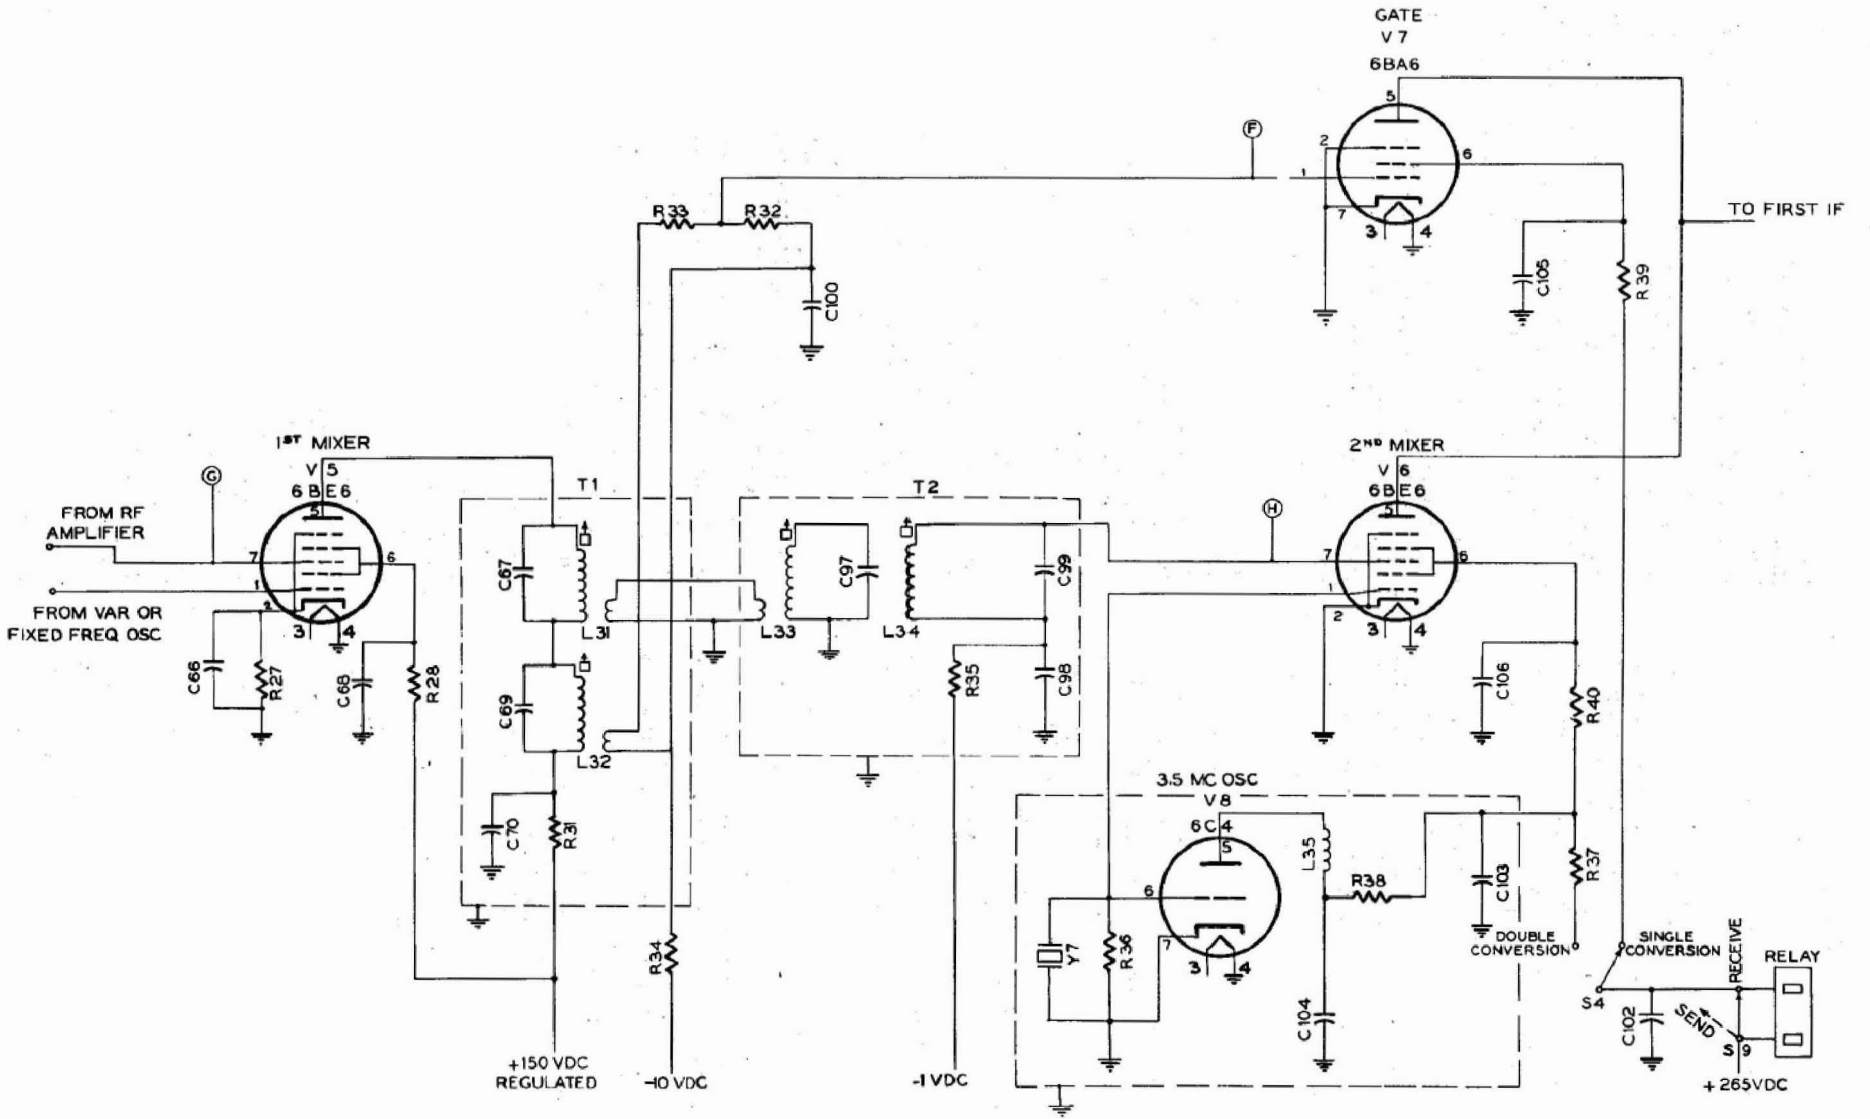 GATE
V 7
6BA6
5
2
6
1
7
3
4
F
TO FIRST IF
R33
R32
C100
C105
R39
1ST MIXER
V 5
6BE6
5
G
FROM RF
AMPLIFIER
7
6
1
FROM VAR OR
FIXED FREQ OSC
2
3
4
C66
R27
C68
R28
T1
C67
L31
C69
L32
C70
R31
R34
T2
L33
C97
L34
C99
R35
C98
2ND MIXER
V 6
6BE6
5
H
7
6
1
2
3
4
C106
R40
3.5 MC OSC
V 8
6C4
5
6
7
3
4
L35
R38
C103
R37
Y7
R36
C104
DOUBLE
CONVERSION
SINGLE
CONVERSION
RECEIVE
RELAY
S4
C102
SEND
S 9
+265VDC
+150 VDC
REGULATED
-10 VDC
-1 VDC